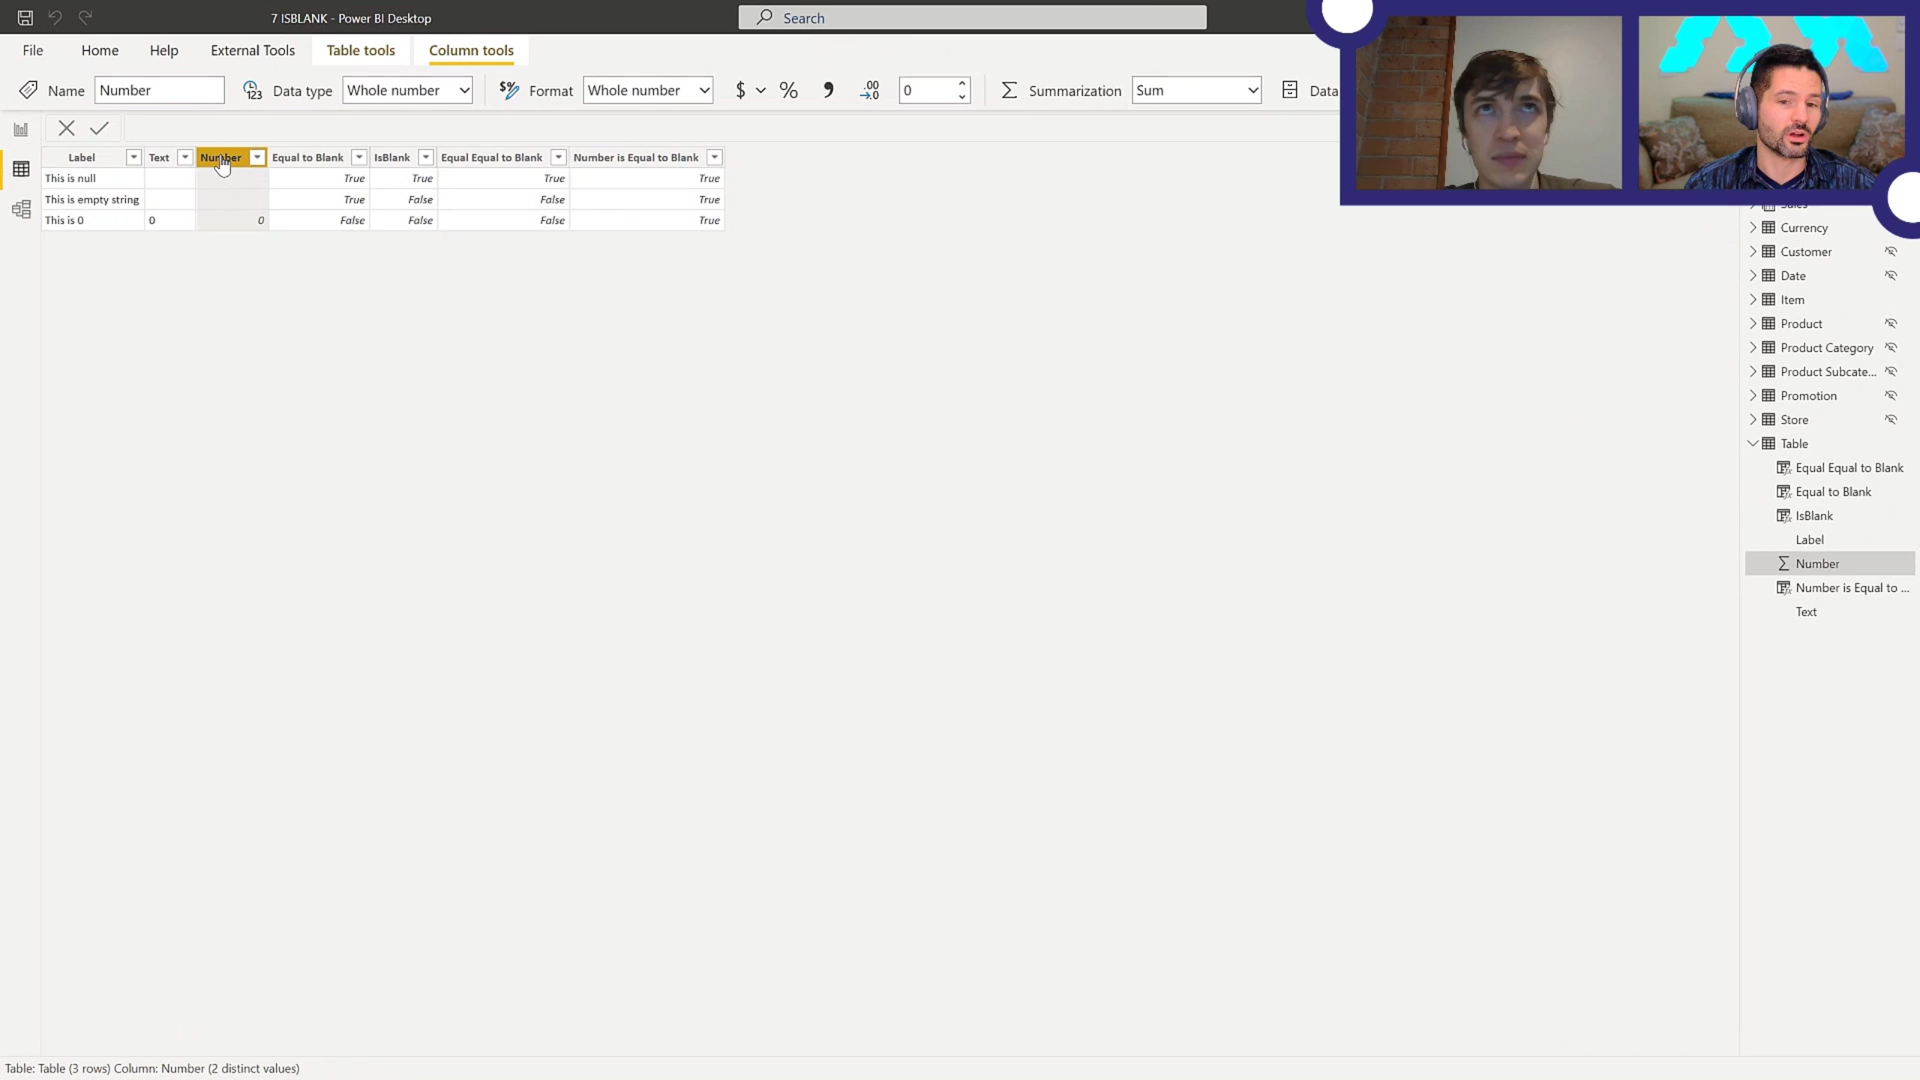 7 ISBLANK - Power BI Desktop
Search
File Home Help External Tools Table tools Column tools
Name Number Data type Whole number Format Whole number $ % 0 Summarization Sum Data
Label Text Number Equal to Blank IsBlank Equal Equal to Blank Number is Equal to Blank
This is null True True True True
This is empty string True False False True
This is 0 0 0 False False False True
Sales
Currency
Customer
Date
Item
Product
Product Category
Product Subcate...
Promotion
Store
Table
Equal Equal to Blank
Equal to Blank
IsBlank
Label
Number
Number is Equal to ...
Text
Table: Table (3 rows) Column: Number (2 distinct values)